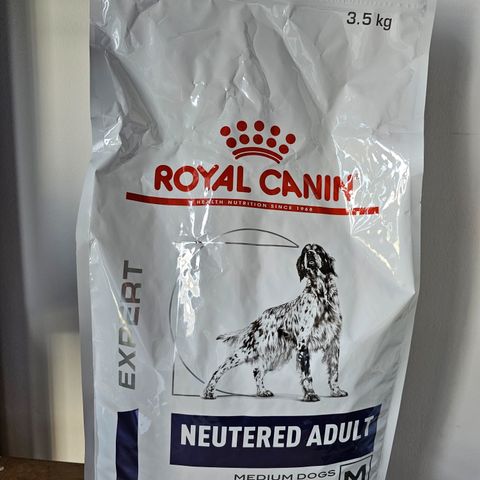 3.5 kg
ROYAL CANIN
HEALTH NUTRITION SINCE 1968
EXPERT
NEUTERED ADULT
MEDIUM DOGS M